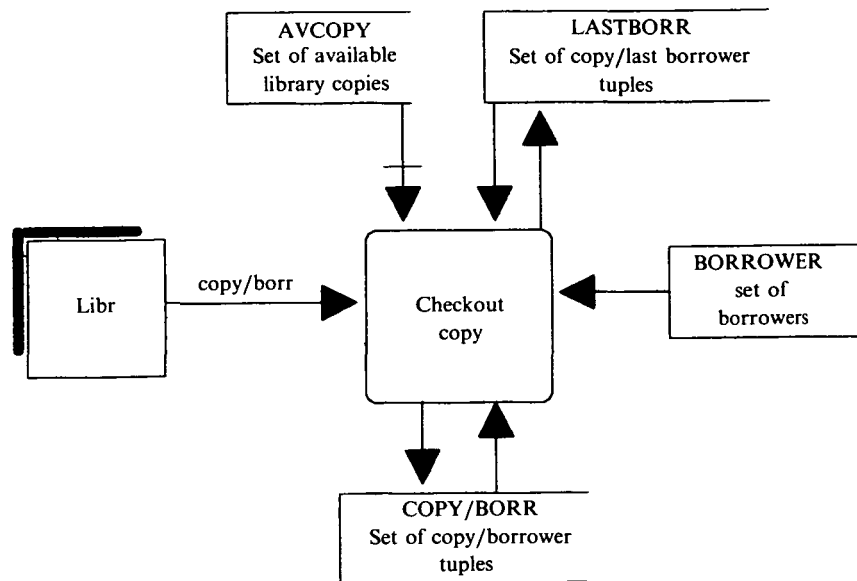 AVCOPY
Set of available
library copies
LASTBORR
Set of copy/last borrower
tuples
Libr
copy/borr
Checkout
copy
BORROWER
set of
borrowers
COPY/BORR
Set of copy/borrower
tuples